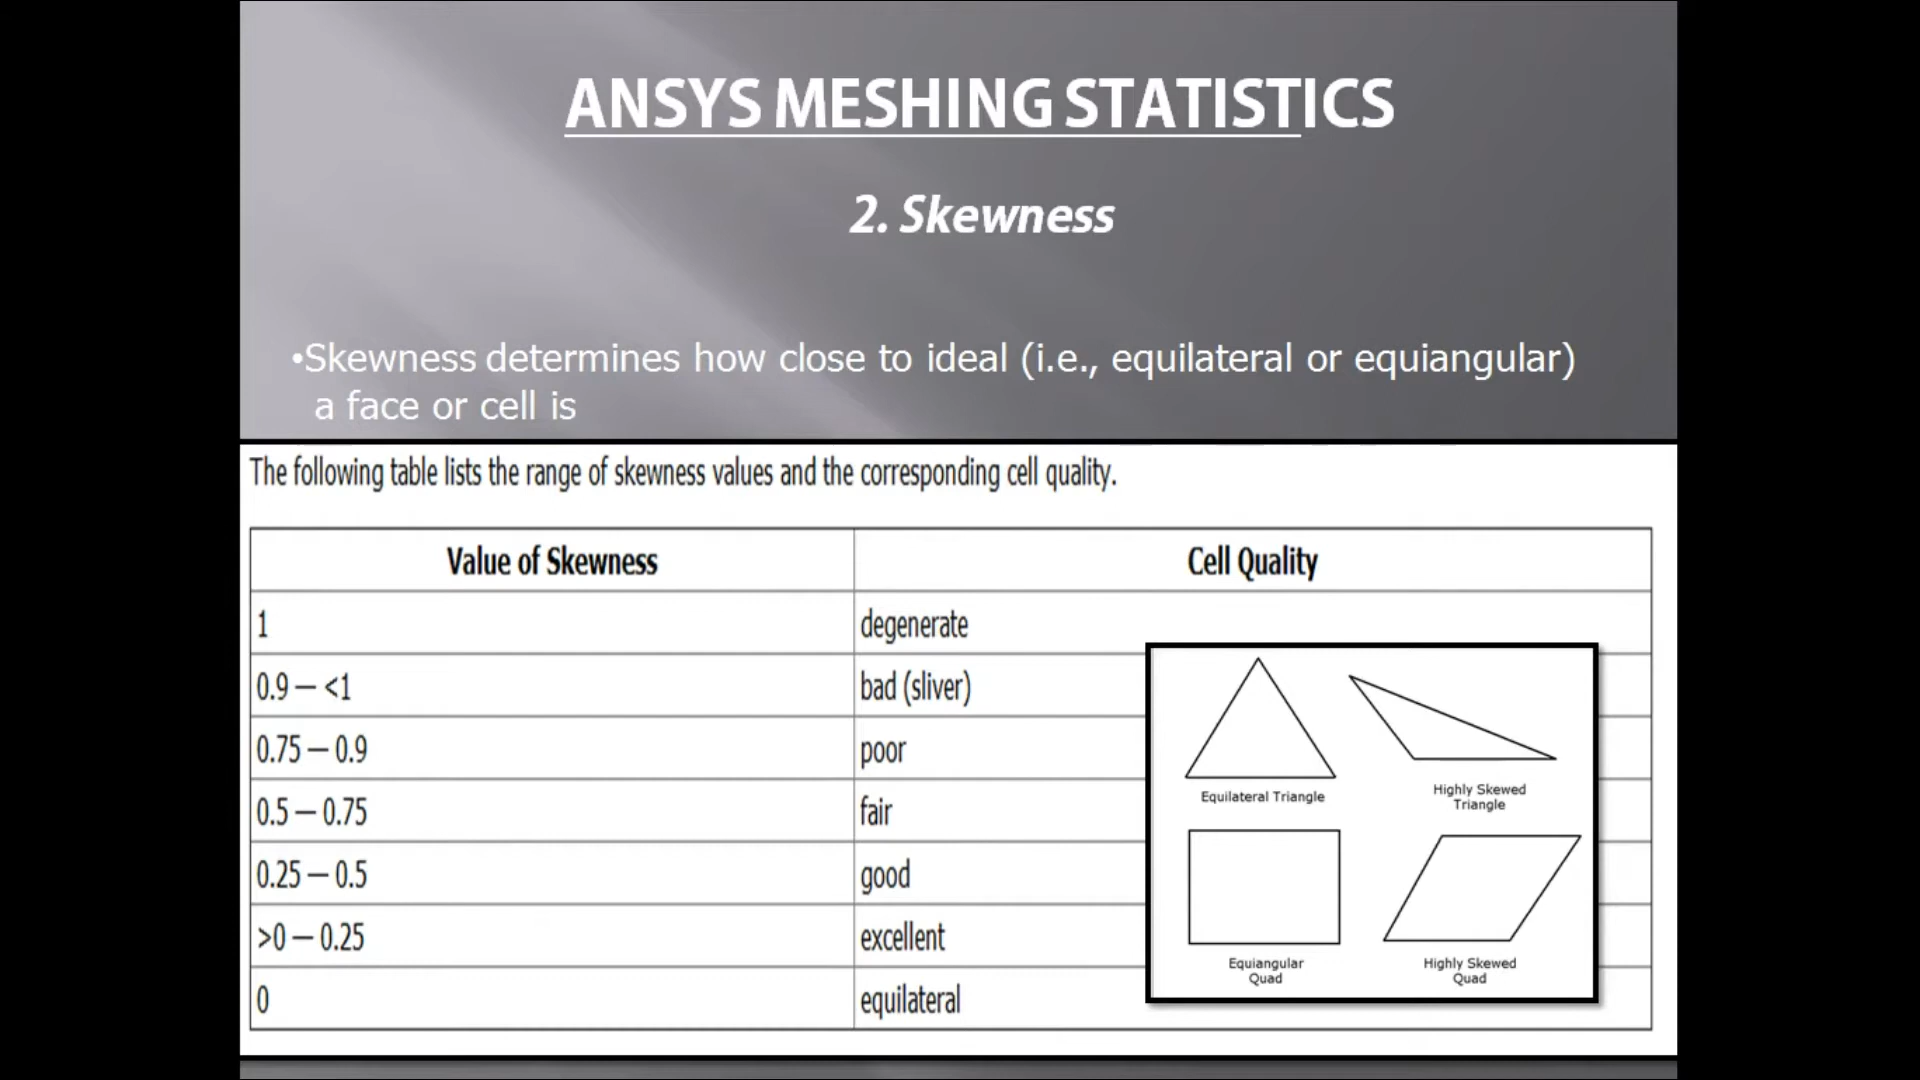 ANSYS MESHING STATISTICS
2. Skewness
•Skewness determines how close to ideal (i.e., equilateral or equiangular)
a face or cell is
The following table lists the range of skewness values and the corresponding cell quality.
Value of Skewness Cell Quality
1 degenerate
0.9 — <1 bad (sliver)
0.75 — 0.9 poor
0.5 — 0.75 fair
0.25 — 0.5 good
>0 — 0.25 excellent
0 equilateral
Equilateral Triangle
Highly Skewed
Triangle
Equiangular
Quad
Highly Skewed
Quad